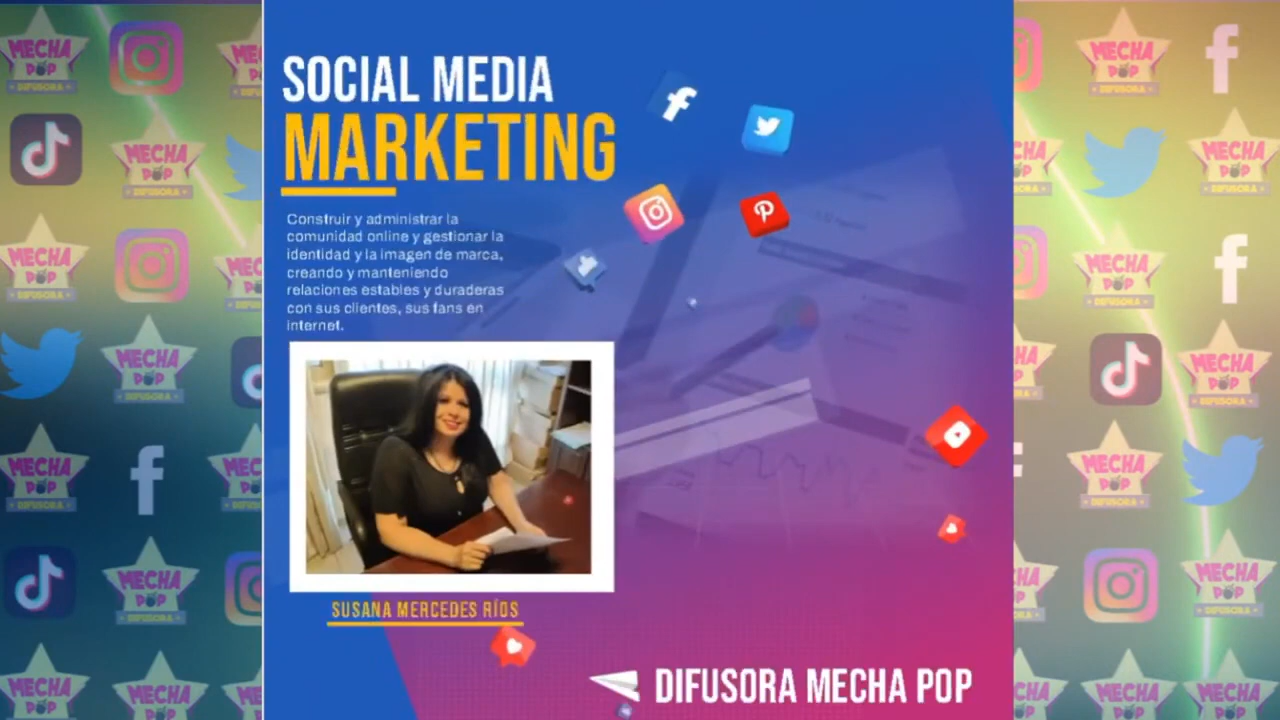 SOCIAL MEDIA
MARKETING
Construir y administrar la
comunidad online y gestionar la
identidad y la imagen de marca,
creando y manteniendo
relaciones estables y duraderas
con sus clientes, sus fans en
internet.
SUSANA MERCEDES RÍOS
DIFUSORA MECHA POP
MECHA
POP
DIFUSORA